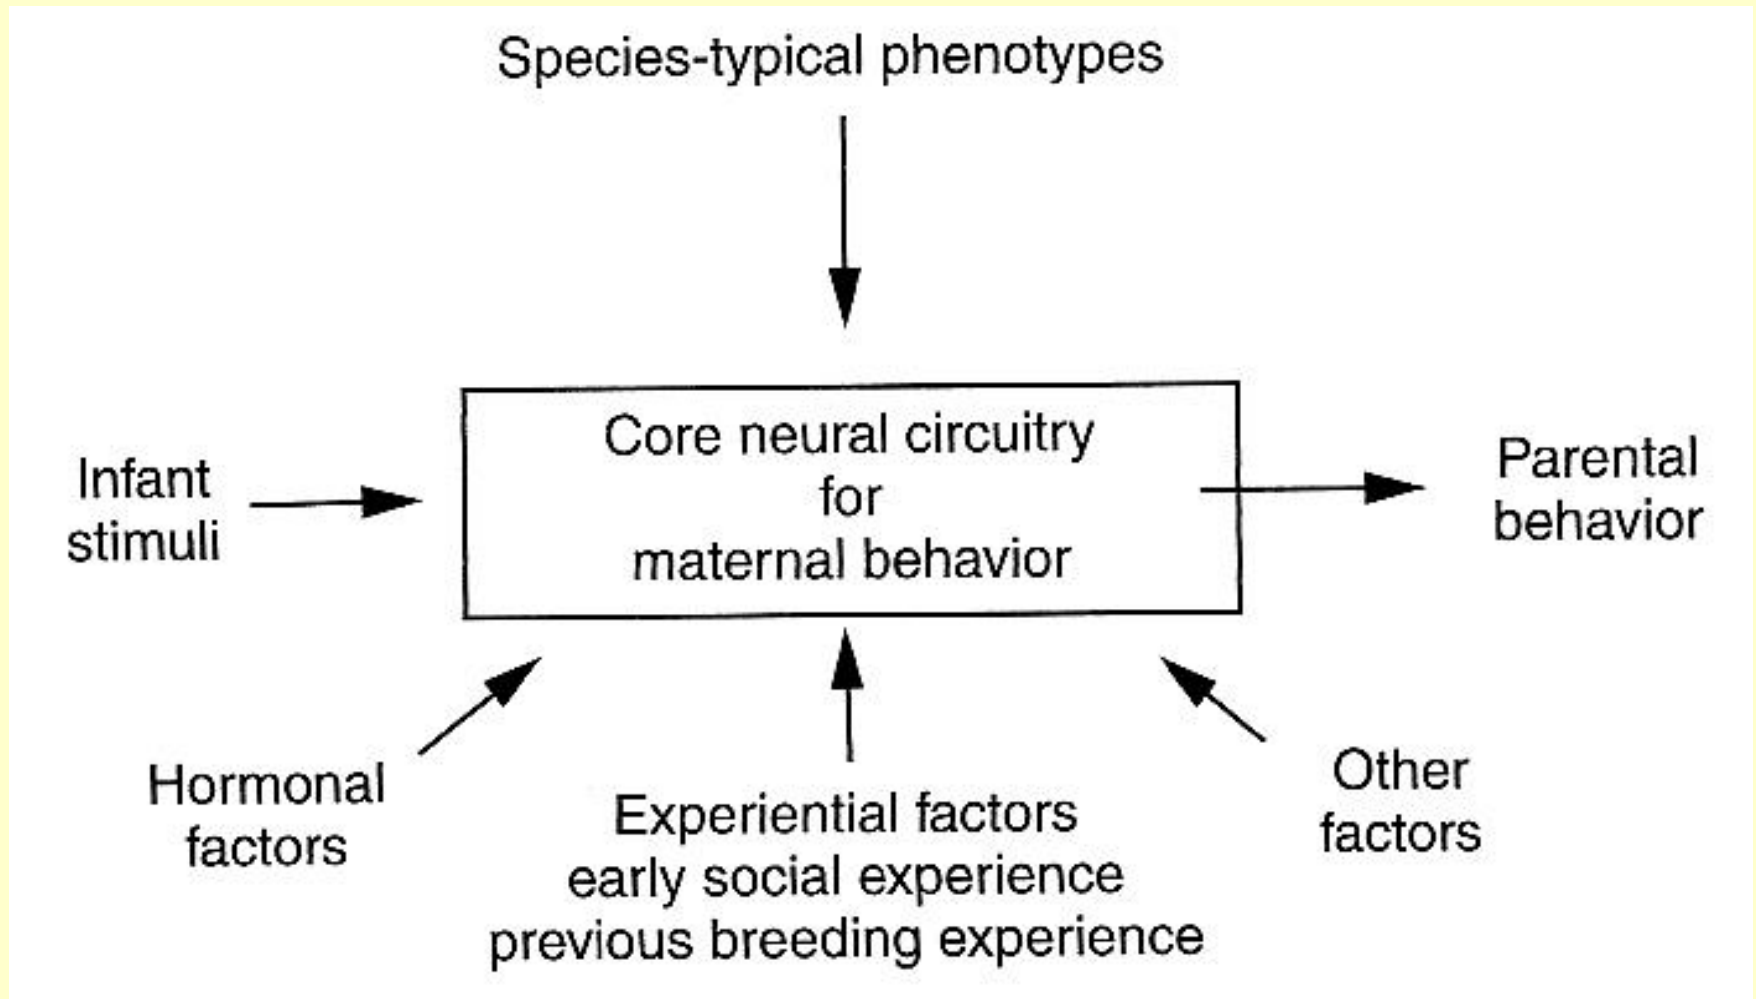 Species-typical phenotypes
Core neural circuitry
for
maternal behavior
Infant
stimuli
Parental
behavior
Hormonal
factors
Experiential factors
early social experience
previous breeding experience
Other
factors